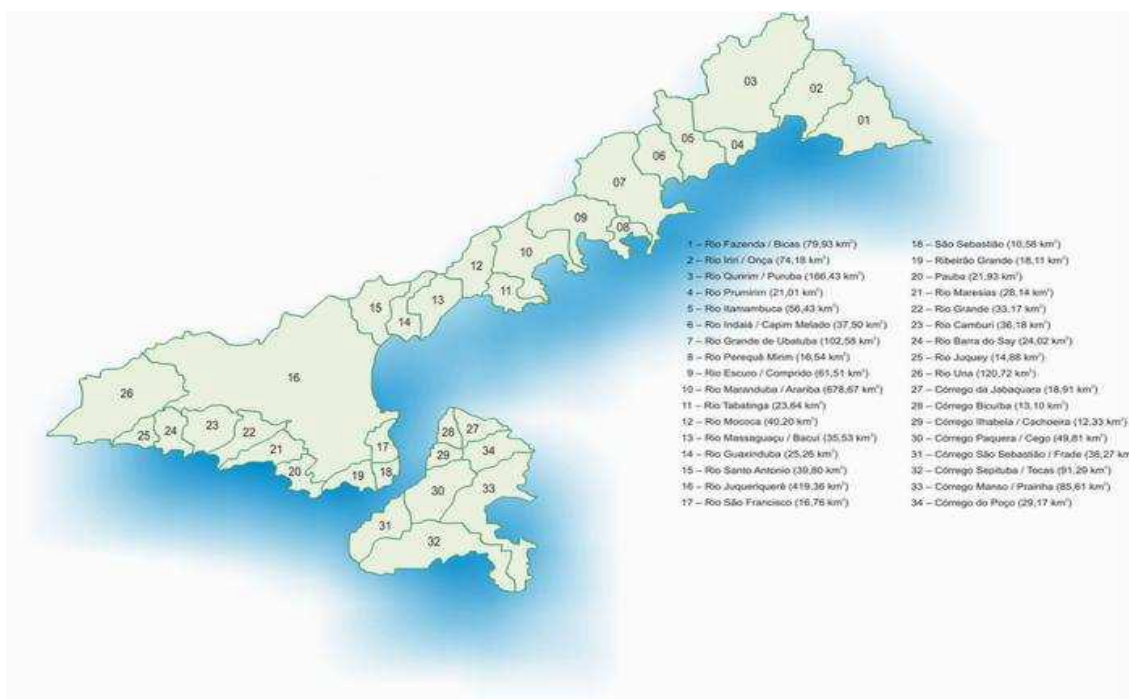 03
02
01
05
04
06
07
09
08
10
12
11
13
15
14
16
26
23
22
24
25
21
20
19
17
18
28
27
29
34
30
33
31
32
1 – Rio Fazenda / Bicas (79,93 km²)
2 – Rio Iriri / Onça (74,18 km²)
3 – Rio Quririm / Puruba (166,43 km²)
4 – Rio Prumirim (21,01 km²)
5 – Rio Itamambuca (56,43 km²)
6 – Rio Indaiá / Capim Melado (37,50 km²)
7 – Rio Grande de Ubatuba (102,58 km²)
8 – Rio Perequê Mirim (16,54 km²)
9 – Rio Escuro / Comprido (61,51 km²)
10 – Rio Maranduba / Arariba (678,67 km²)
11 – Rio Tabatinga (23,64 km²)
12 – Rio Mococa (40,20 km²)
13 – Rio Massaguaçu / Bacuí (35,53 km²)
14 – Rio Guaxinduba (25,26 km²)
15 – Rio Santo Antonio (39,80 km²)
16 – Rio Juqueriquerê (419,36 km²)
17 – Rio São Francisco (16,76 km²)
18 – São Sebastião (10,58 km²)
19 – Ribeirão Grande (18,11 km²)
20 – Pauba (21,93 km²)
21 – Rio Maresias (28,14 km²)
22 – Rio Grande (33,17 km²)
23 – Rio Camburi (36,18 km²)
24 – Rio Barra do Say (24,02 km²)
25 – Rio Juquey (14,88 km²)
26 – Rio Una (120,72 km²)
27 – Córrego da Jabaquara (18,91 km²)
28 – Córrego Bicuíba (13,10 km²)
29 – Córrego Ilhabela / Cachoeira (12,33 km²)
30 – Córrego Paquera / Cego (49,81 km²)
31 – Córrego São Sebastião / Frade (36,27 km
32 – Córrego Sepituba / Tocas (91,29 km²)
33 – Córrego Manso / Prainha (85,61 km²)
34 – Córrego do Poço (29,17 km²)